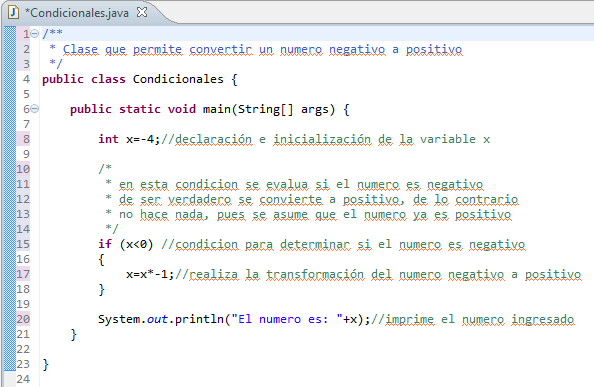 *Condicionales.java
1 /**
2  * Clase que permite convertir un numero negativo a positivo
3  */
4 public class Condicionales {
5
6     public static void main(String[] args) {
7
8         int x=-4;//declaración e inicialización de la variable x
9
10         /*
11          * en esta condicion se evalua si el numero es negativo
12          * de ser verdadero se convierte a positivo, de lo contrario
13          * no hace nada, pues se asume que el numero ya es positivo
14          */
15         if (x<0) //condicion para determinar si el numero es negativo
16         {
17             x=x*-1;//realiza la transformación del numero negativo a positivo
18         }
19
20         System.out.println("El numero es: "+x);//imprime el numero ingresado
21     }
22
23 }
24